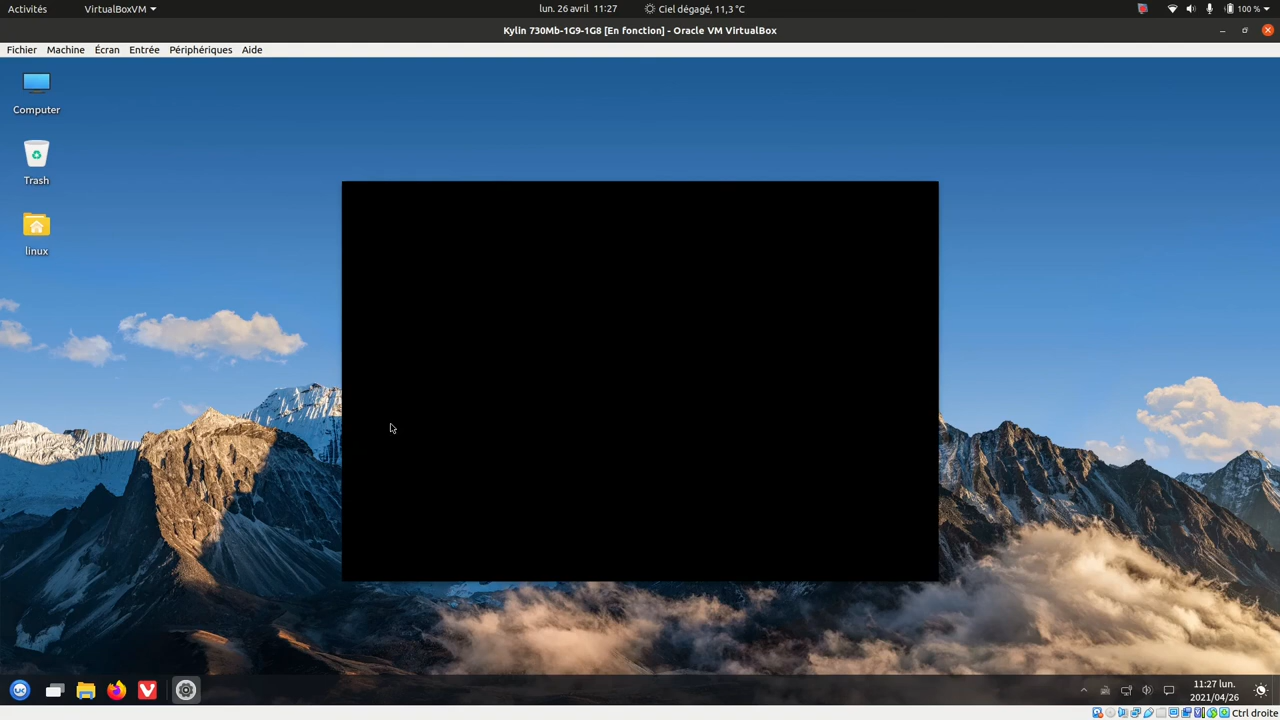 Activités VirtualBoxVM lun. 26 avril 11:27 Ciel dégagé, 11,3 °C 100 %
Kylin 730Mb-1G9-1G8 [En fonction] - Oracle VM VirtualBox
Fichier Machine Écran Entrée Périphériques Aide
Computer
Trash
linux
UK
11:27 lun.
2021/04/26
Ctrl droite